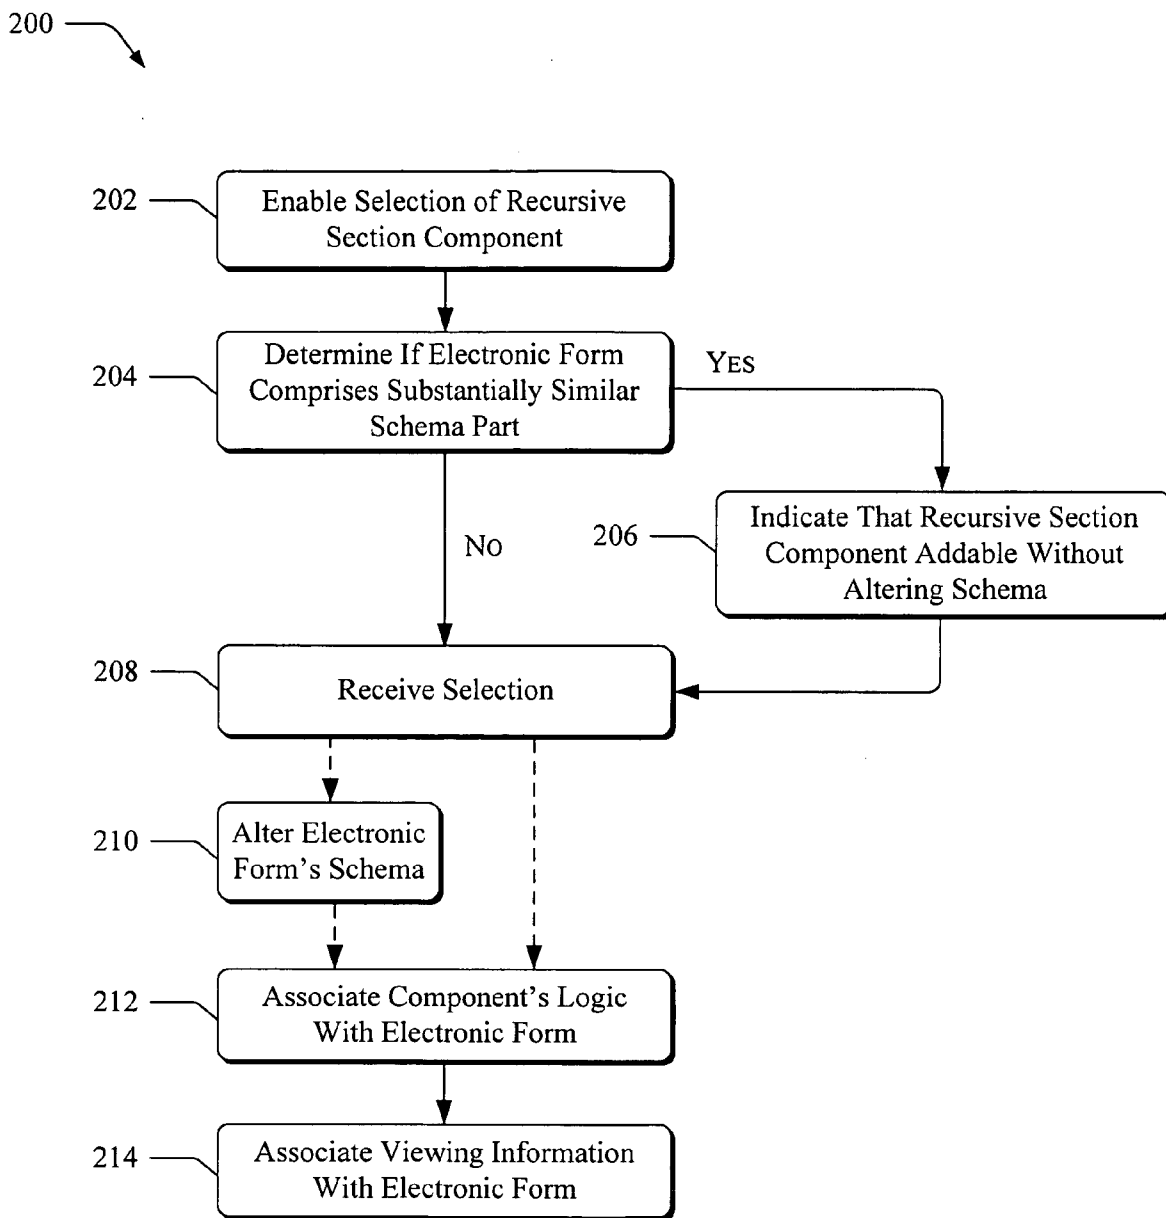 200
202
Enable Selection of Recursive
Section Component
204
Determine If Electronic Form
Comprises Substantially Similar
Schema Part
YES
NO
206
Indicate That Recursive Section
Component Addable Without
Altering Schema
208
Receive Selection
210
Alter Electronic
Form's Schema
212
Associate Component's Logic
With Electronic Form
214
Associate Viewing Information
With Electronic Form